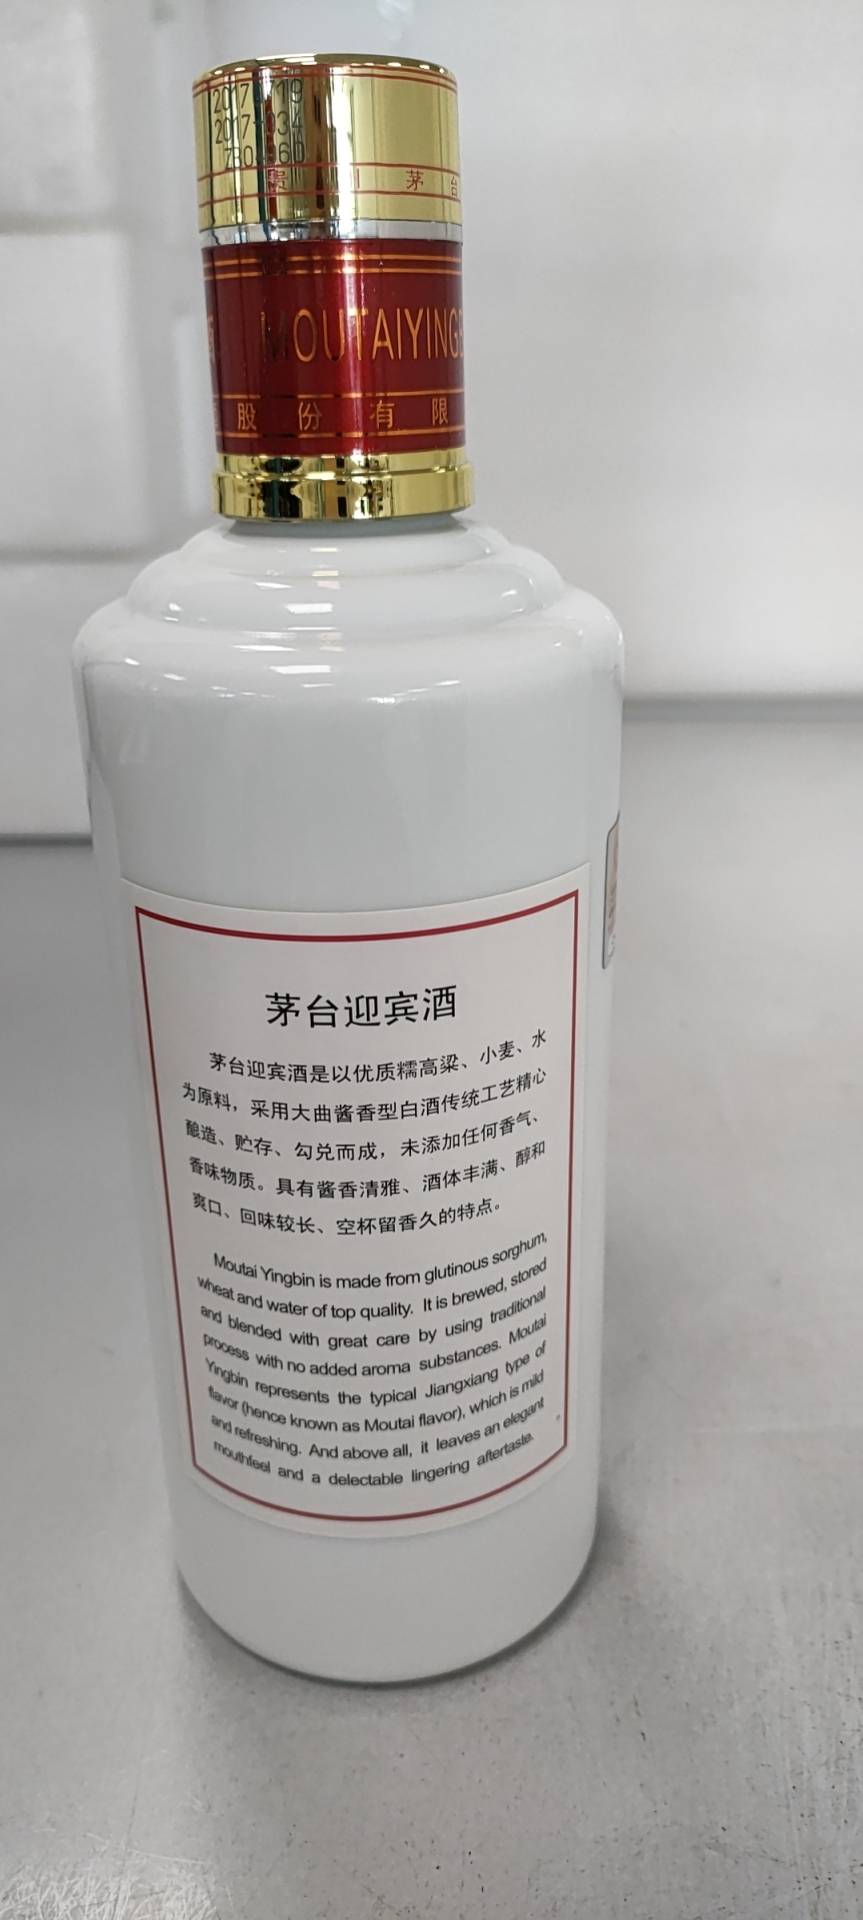 2017
2017-034
贵 茅 台
MOUTAIYINGB
股 份 有 限
茅台迎宾酒
茅台迎宾酒是以优质糯高粱、小麦、水
为原料，采用大曲酱香型白酒传统工艺精心
酿造、贮存、勾兑而成，未添加任何香气、
香味物质。具有酱香清雅、酒体丰满、醇和
爽口、回味较长、空杯留香久的特点。
Moutai Yingbin is made from glutinous sorghum,
wheat and water of top quality. It is brewed, stored
and blended with great care by using traditional
process with no added aroma substances. Moutai
Yingbin represents the typical Jiangxiang type of
flavor (hence known as Moutai flavor), which is mild
and refreshing. And above all, it leaves an elegant
mouthfeel and a delectable lingering aftertaste.